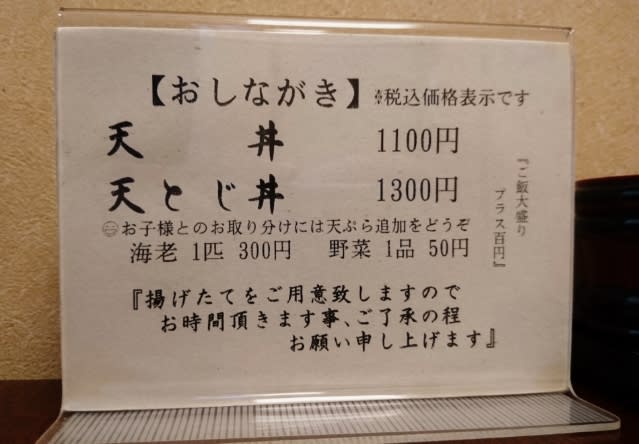 【おしながき】税込価格表示です
天丼 1100円
天とじ丼 1300円
『ご飯大盛り
プラス百円』
お子様とのお取り分けには天ぷら追加をどうぞ
海老 1匹 300円 野菜 1品 50円
『揚げたてをご用意致しますので
お時間頂きます事、ご了承の程
お願い申し上げます』